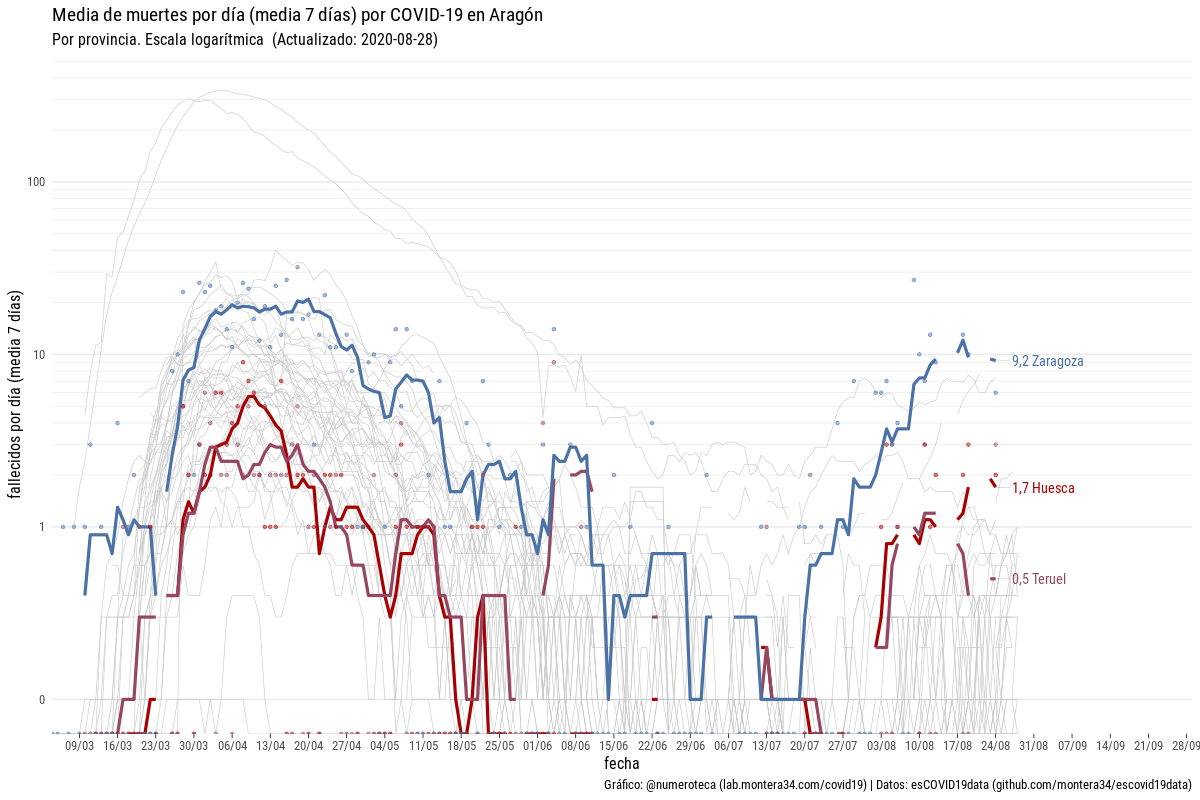 Media de muertes por día (media 7 días) por COVID-19 en Aragón
Por provincia. Escala logarítmica  (Actualizado: 2020-08-28)
fallecidos por día (media  7 días)
100
10
1
0
9,2 Zaragoza
1,7 Huesca
0,5 Teruel
09/03 16/03 23/03 30/03 06/04 13/04 20/04 27/04 04/05 11/05 18/05 25/05 01/06 08/06 15/06 22/06 29/06 06/07 13/07 20/07 27/07 03/08 10/08 17/08 24/08 31/08 07/09 14/09 21/09 28/09
fecha
Gráfico: @numeroteca (lab.montera34.com/covid19) | Datos: esCOVID19data (github.com/montera34/escovid19data)